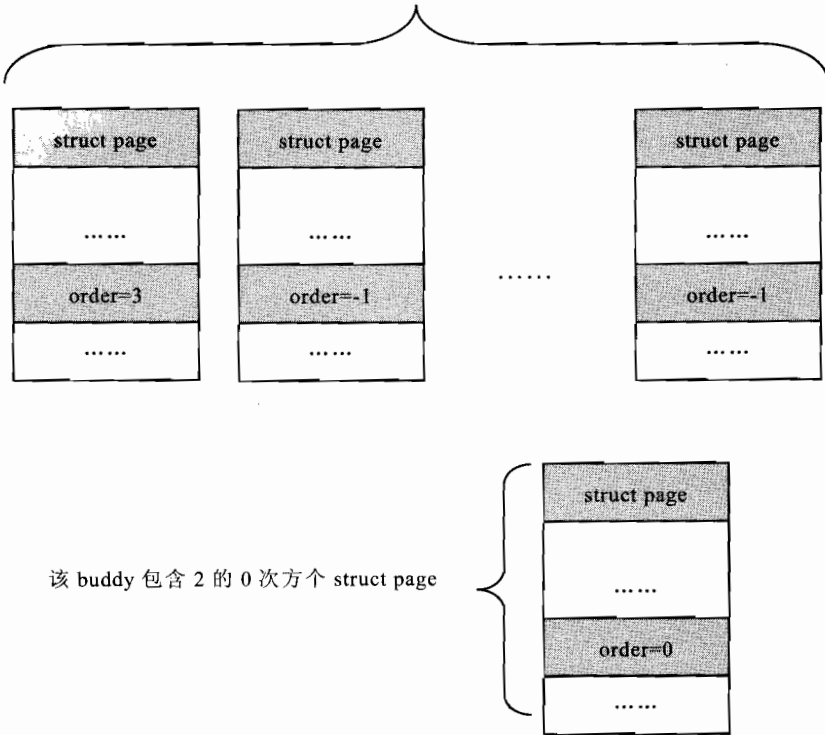 struct page
struct page
struct page
……
……
……
……
order=3
order=-1
order=-1
……
……
……
struct page
该 buddy 包含 2 的 0 次方个 struct page
……
order=0
……